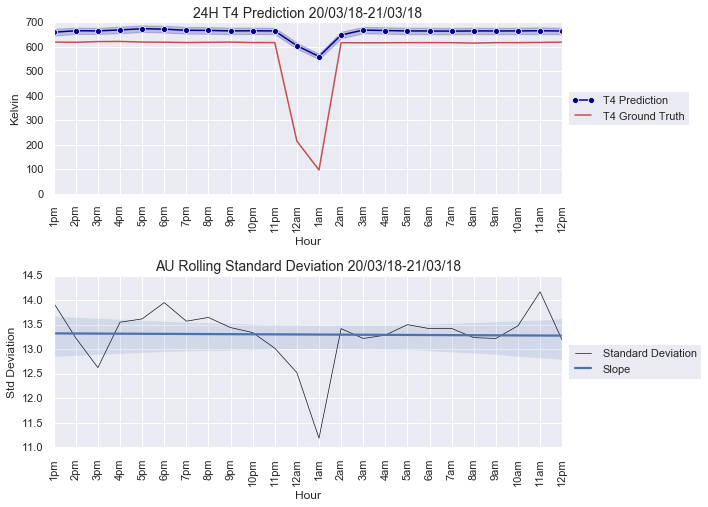 24H T4 Prediction 20/03/18-21/03/18
Kelvin
700
600
500
400
300
200
100
0
1pm 2pm 3pm 4pm 5pm 6pm 7pm 8pm 9pm 10pm 11pm 12am 1am 2am 3am 4am 5am 6am 7am 8am 9am 10am 11am 12pm
Hour
T4 Prediction
T4 Ground Truth
AU Rolling Standard Deviation 20/03/18-21/03/18
Std Deviation
14.5
14.0
13.5
13.0
12.5
12.0
11.5
11.0
1pm 2pm 3pm 4pm 5pm 6pm 7pm 8pm 9pm 10pm 11pm 12am 1am 2am 3am 4am 5am 6am 7am 8am 9am 10am 11am 12pm
Hour
Standard Deviation
Slope